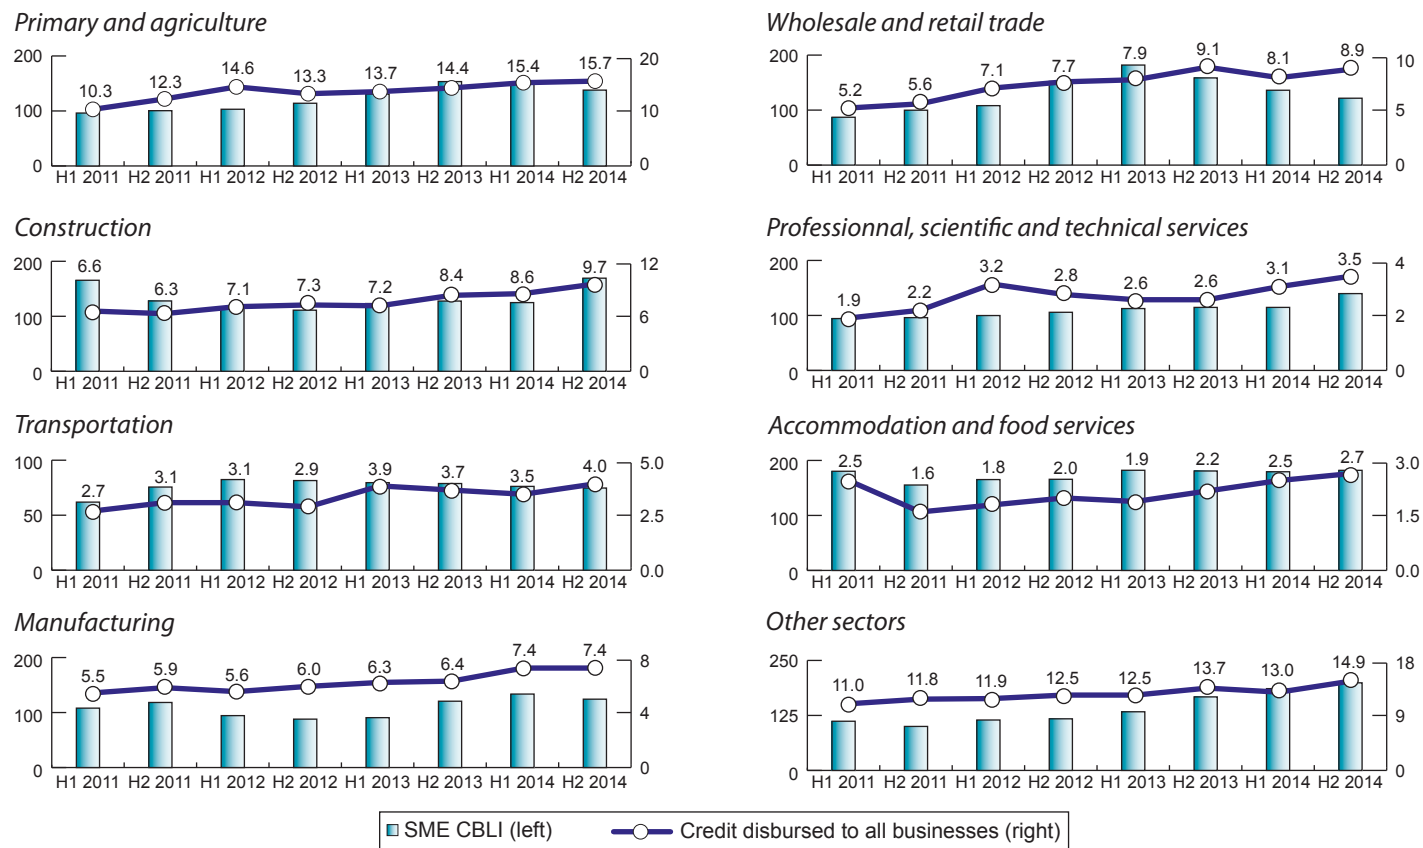 Primary and agriculture
200
100
0
20
10
0
10.3 12.3 14.6 13.3 13.7 14.4 15.4 15.7
H1 2011 H2 2011 H1 2012 H2 2012 H1 2013 H2 2013 H1 2014 H2 2014
Wholesale and retail trade
200
100
0
10
5
0
5.2 5.6 7.1 7.7 7.9 9.1 8.1 8.9
H1 2011 H2 2011 H1 2012 H2 2012 H1 2013 H2 2013 H1 2014 H2 2014
Construction
200
100
0
12
6
0
6.6 6.3 7.1 7.3 7.2 8.4 8.6 9.7
H1 2011 H2 2011 H1 2012 H2 2012 H1 2013 H2 2013 H1 2014 H2 2014
Professionnal, scientific and technical services
200
100
0
4
2
0
1.9 2.2 3.2 2.8 2.6 2.6 3.1 3.5
H1 2011 H2 2011 H1 2012 H2 2012 H1 2013 H2 2013 H1 2014 H2 2014
Transportation
100
50
0
5.0
2.5
0.0
2.7 3.1 3.1 2.9 3.9 3.7 3.5 4.0
H1 2011 H2 2011 H1 2012 H2 2012 H1 2013 H2 2013 H1 2014 H2 2014
Accommodation and food services
200
100
0
3.0
1.5
0.0
2.5 1.6 1.8 2.0 1.9 2.2 2.5 2.7
H1 2011 H2 2011 H1 2012 H2 2012 H1 2013 H2 2013 H1 2014 H2 2014
Manufacturing
200
100
0
8
4
0
5.5 5.9 5.6 6.0 6.3 6.4 7.4 7.4
H1 2011 H2 2011 H1 2012 H2 2012 H1 2013 H2 2013 H1 2014 H2 2014
Other sectors
250
125
0
18
9
0
11.0 11.8 11.9 12.5 12.5 13.7 13.0 14.9
H1 2011 H2 2011 H1 2012 H2 2012 H1 2013 H2 2013 H1 2014 H2 2014
SME CBLI (left) Credit disbursed to all businesses (right)